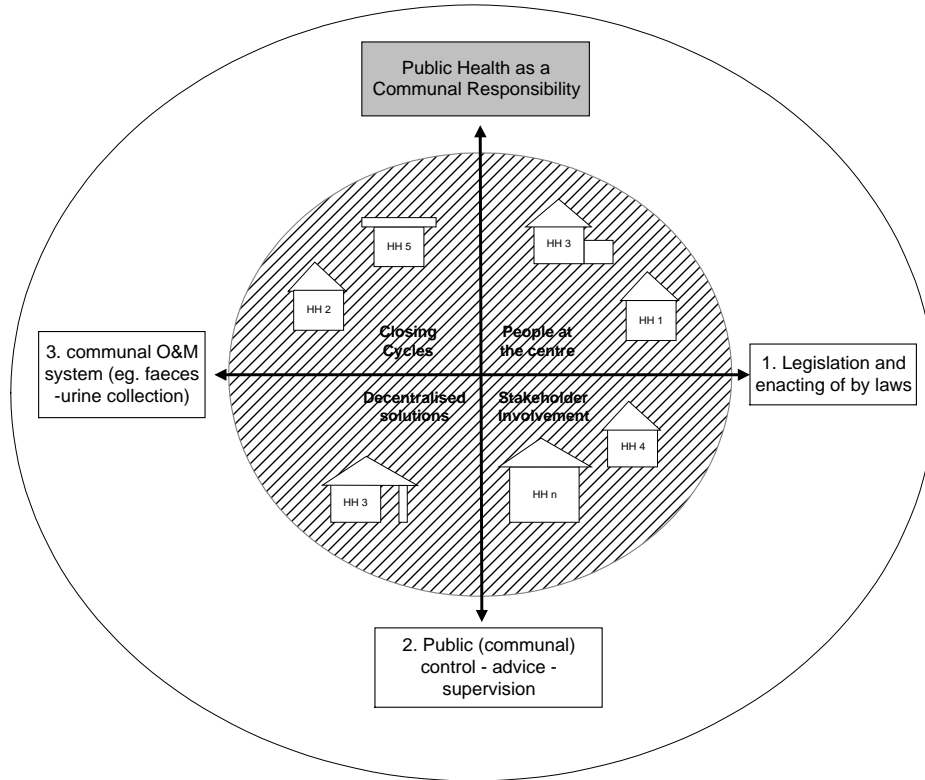 Public Health as a
Communal Responsibility
HH 5
HH 3
HH 2
HH 1
Closing
Cycles
People at
the centre
3. communal O&M
system (eg. faeces
-urine collection)
1. Legislation and
enacting of by laws
Decentralised
solutions
Stakeholder
Involvement
HH 4
HH 3
HH n
2. Public (communal)
control - advice -
supervision